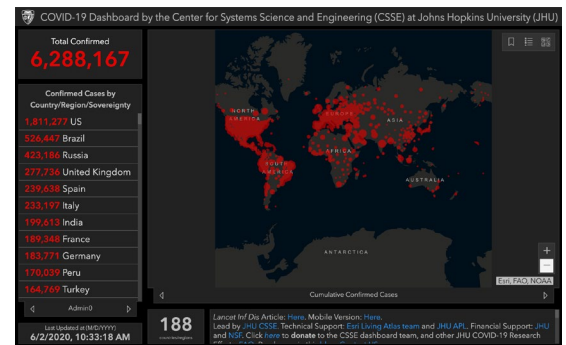 COVID-19 Dashboard by the Center for Systems Science and Engineering (CSSE) at Johns Hopkins University (JHU)
Total Confirmed
6,288,167
Confirmed Cases by
Country/Region/Sovereignty
1,811,277 US
526,447 Brazil
423,186 Russia
277,736 United Kingdom
239,638 Spain
233,197 Italy
199,613 India
189,348 France
183,771 Germany
170,039 Peru
164,769 Turkey
Admin0
Last Updated at (M/D/YYYY)
6/2/2020, 10:33:18 AM
NORTH
AMERICA
EUROPE
ASIA
AFRICA
SOUTH
AMERICA
AUSTRALIA
ANTARCTICA
+
−
Esri, FAO, NOAA
Cumulative Confirmed Cases
188
countries/regions
Lancet Inf Dis Article: Here. Mobile Version: Here.
Lead by JHU CSSE. Technical Support: Esri Living Atlas team and JHU APL. Financial Support: JHU
and NSF. Click here to donate to the CSSE dashboard team, and other JHU COVID-19 Research